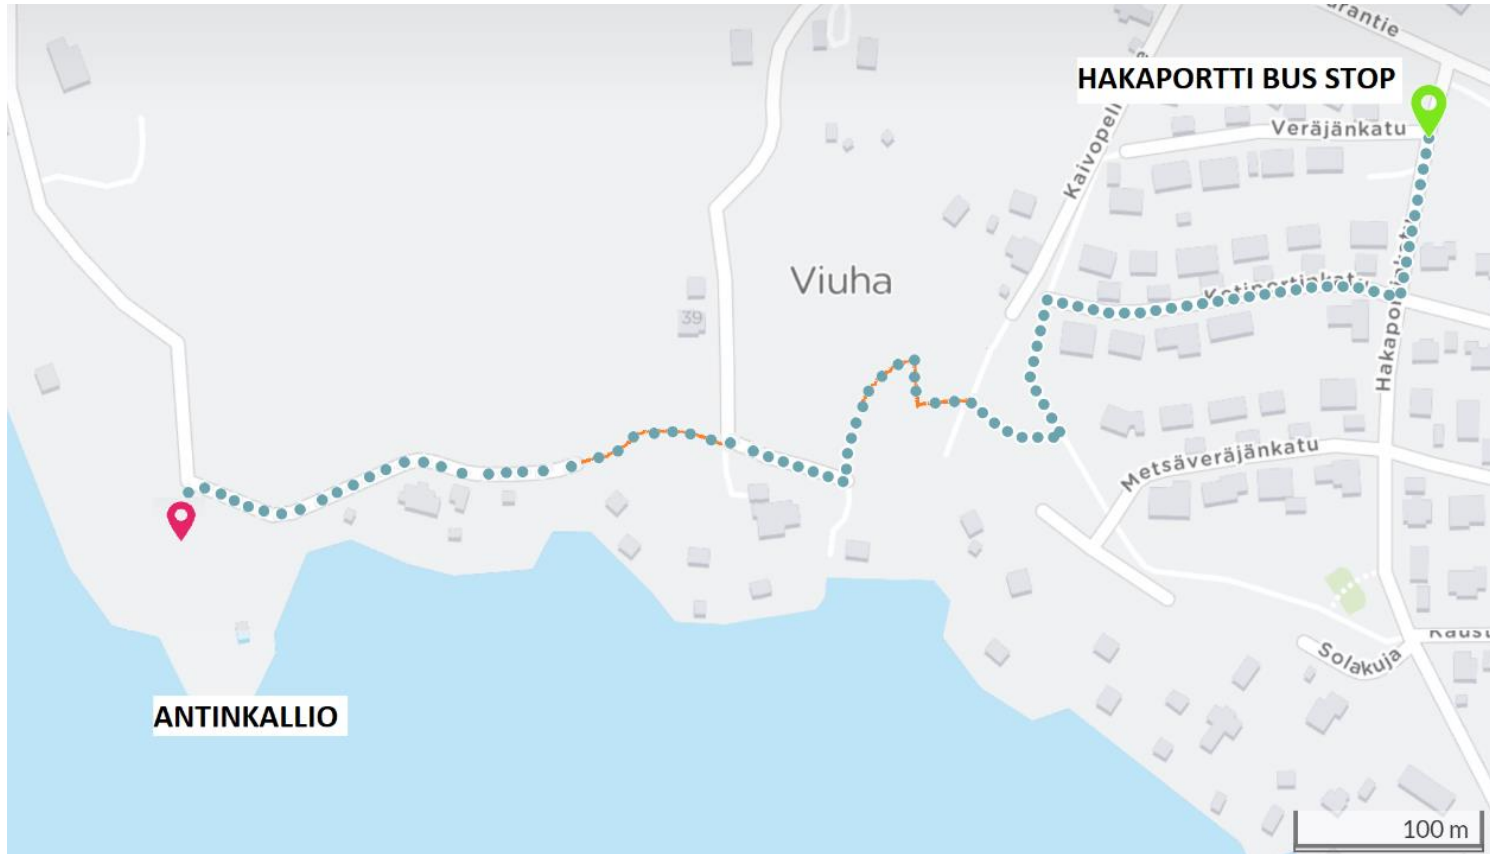 HAKAPORTTI BUS STOP
Veräjänkatu
Viuha
39
Metsäveräjänkatu
Solakuja
ANTINKALLIO
100 m